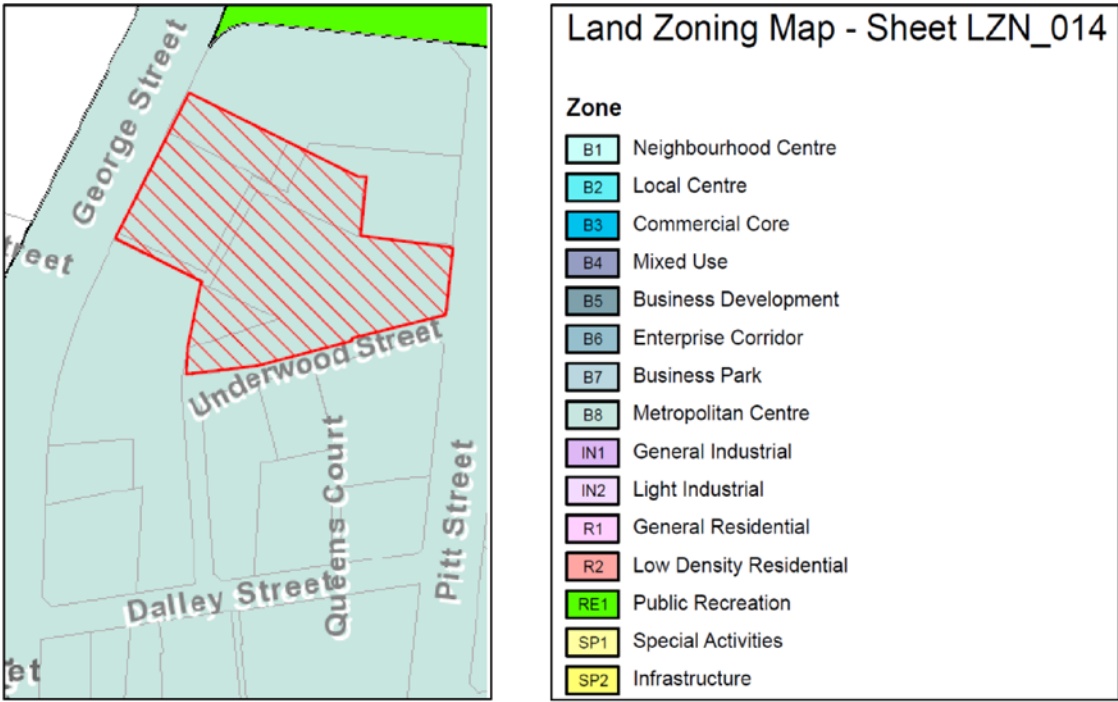 George Street
treet
Underwood Street
Queens Court
Pitt Street
Dalley Street
et
Land Zoning Map - Sheet LZN_014
Zone
B1 Neighbourhood Centre
B2 Local Centre
B3 Commercial Core
B4 Mixed Use
B5 Business Development
B6 Enterprise Corridor
B7 Business Park
B8 Metropolitan Centre
IN1 General Industrial
IN2 Light Industrial
R1 General Residential
R2 Low Density Residential
RE1 Public Recreation
SP1 Special Activities
SP2 Infrastructure